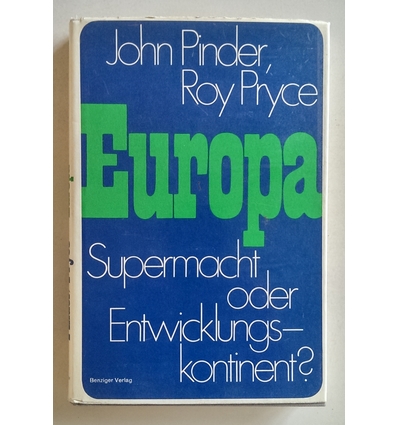 John Pinder,
Roy Pryce
Europa
Supermacht
oder
Entwicklungs-
kontinent?
Benziger Verlag